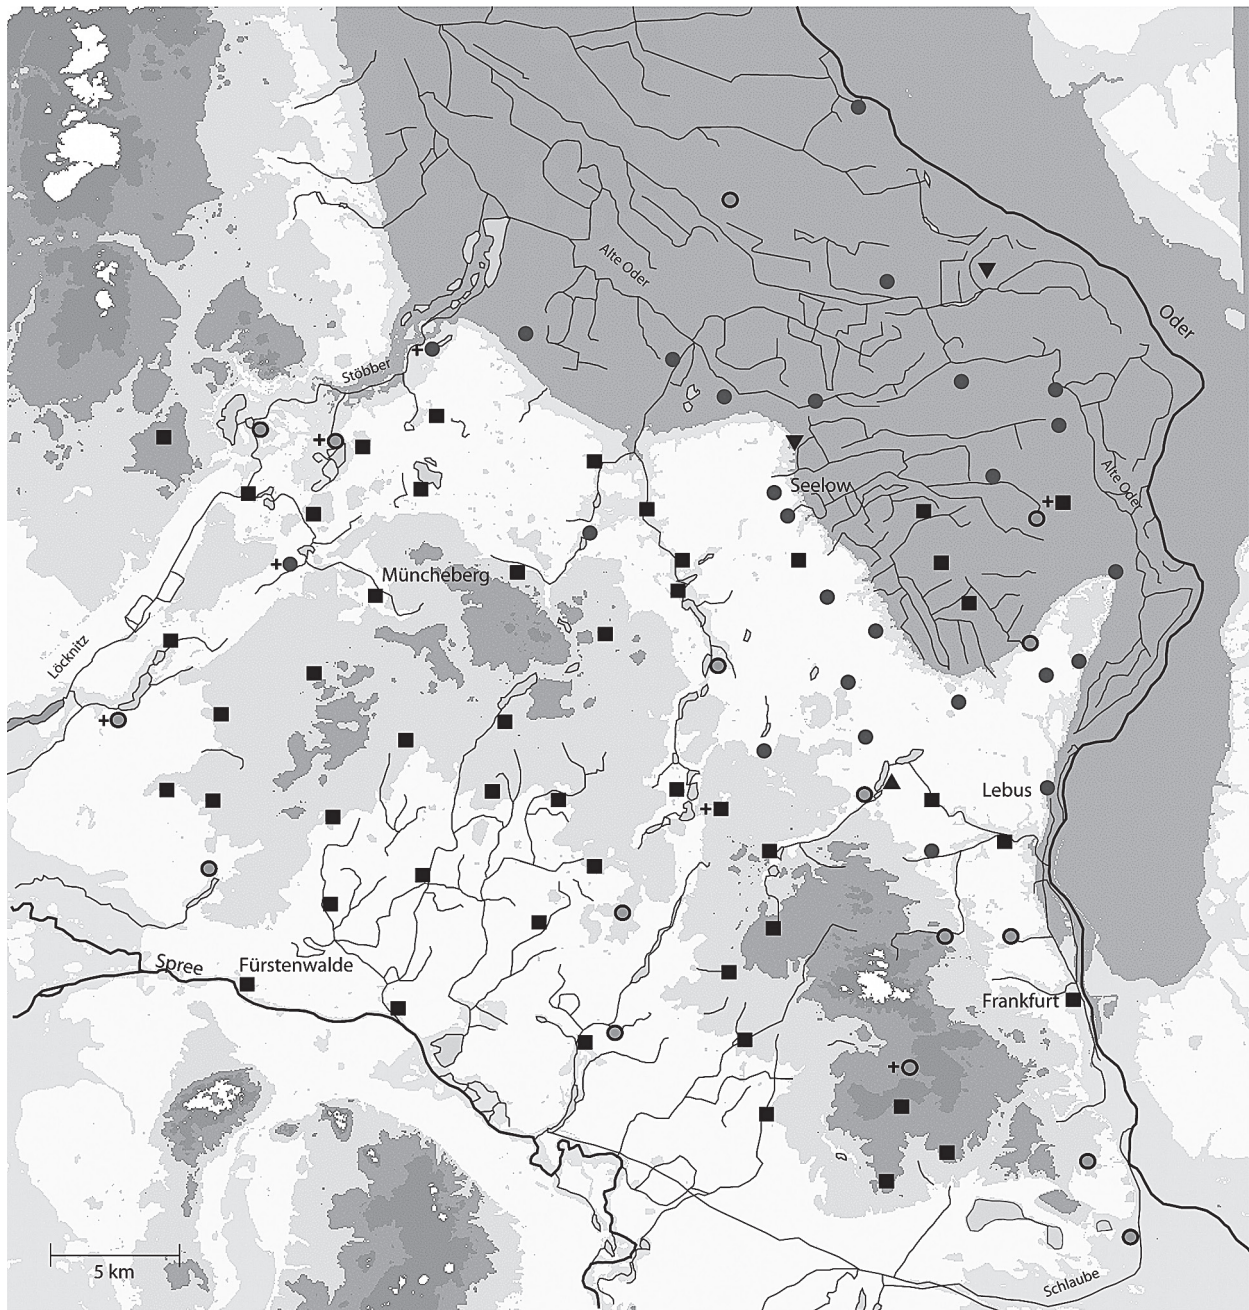 Alte Oder
Oder
Stöbber
Seelow
Alte Oder
Müncheberg
Löcknitz
Lebus
Spree
Fürstenwalde
Frankfurt
5 km
Schlaube